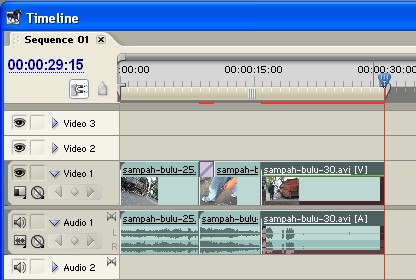 Timeline
Sequence 01
00:00:29:15
:00:00 00:00:15:00 00:00:30:00
Video 3
Video 2
Video 1
sampah-bulu-25. sampah-b sampah-bulu-30.avi [V]
Audio 1
sampah-bulu-25. sampah-bulu- sampah-bulu-30.avi [A]
L
R
Audio 2